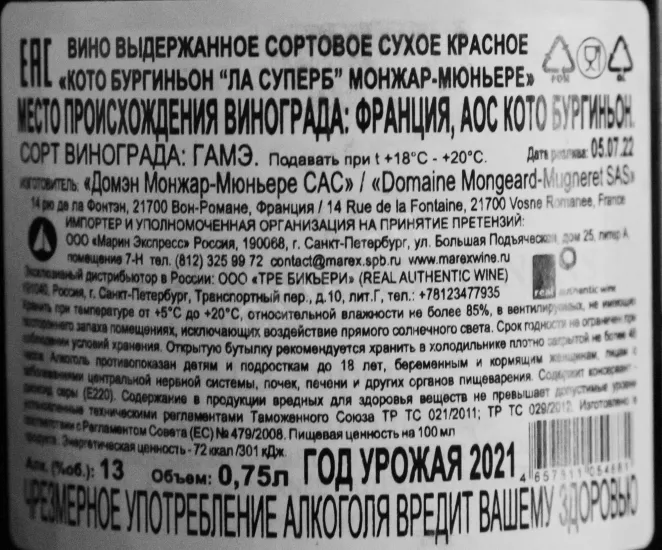 ЕАС
ВИНО ВЫДЕРЖАННОЕ СОРТОВОЕ СУХОЕ КРАСНОЕ
«КОТО БУРГИНЬОН "ЛА СУПЕРБ" МОНЖАР-МЮНЬЕРЕ»
МЕСТО ПРОИСХОЖДЕНИЯ ВИНОГРАДА: ФРАНЦИЯ, АОС КОТО БУРГИНЬОН.
СОРТ ВИНОГРАДА: ГАМЭ. Подавать при t +18°С - +20°С. Дата розлива: 05.07.22
ИЗГОТОВИТЕЛЬ: «Домэн Монжар-Мюньере САС» / «Domaine Mongeard-Mugneret SAS»
14 рю де ла Фонтэн, 21700 Вон-Романе, Франция / 14 Rue de la Fontaine, 21700 Vosne Romanee, France
ИМПОРТЕР И УПОЛНОМОЧЕННАЯ ОРГАНИЗАЦИЯ НА ПРИНЯТИЕ ПРЕТЕНЗИЙ:
ООО «Марин Экспресс» Россия, 190068, г. Санкт-Петербург, ул. Большая Подъяческая, дом 25, литер А,
помещение 7-Н тел. (812) 325 99 72 contact@marex.spb.ru www.marexwine.ru
Эксклюзивный дистрибьютор в России: ООО «ТРЕ БИКЪЕРИ» (REAL AUTHENTIC WINE)
real authentic wine
Россия, г. Санкт-Петербург, Транспортный пер., д.10, лит.Г, тел.: +78123477935
Хранить при температуре от +5°С до +20°С, относительной влажности не более 85%, в вентилируемых, не имеющих
постороннего запаха помещениях, исключающих воздействие прямого солнечного света. Срок годности не ограничен при
соблюдении условий хранения. Открытую бутылку рекомендуется хранить в холодильнике плотно закрытой не более 48
часов. Алкоголь противопоказан детям и подросткам до 18 лет, беременным и кормящим женщинам, лицам с
заболеваниями центральной нервной системы, почек, печени и других органов пищеварения. Содержит консервант
диоксид серы (Е220). Содержание в продукции вредных для здоровья веществ не превышает допустимые уровни
установленные техническими регламентами Таможенного Союза ТР ТС 021/2011; ТР ТС 029/2012. Изготовлено в
соответствии с Регламентом Совета (ЕС) № 479/2008. Пищевая ценность на 100 мл
продукта. Энергетическая ценность - 72 ккал /301 кДж.
Алк. (%об.): 13 Объем: 0,75л ГОД УРОЖАЯ 2021
ЧРЕЗМЕРНОЕ УПОТРЕБЛЕНИЕ АЛКОГОЛЯ ВРЕДИТ ВАШЕМУ ЗДОРОВЬЮ